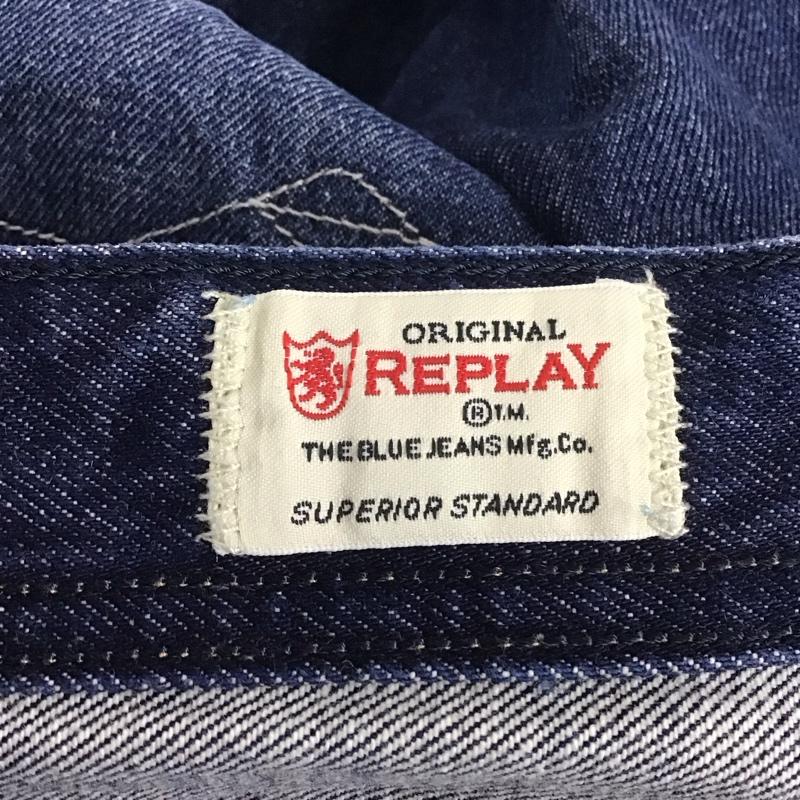 ORIGINAL
REPLAY
® T.M.
THE BLUE JEANS Mfg.Co.
SUPERIOR STANDARD